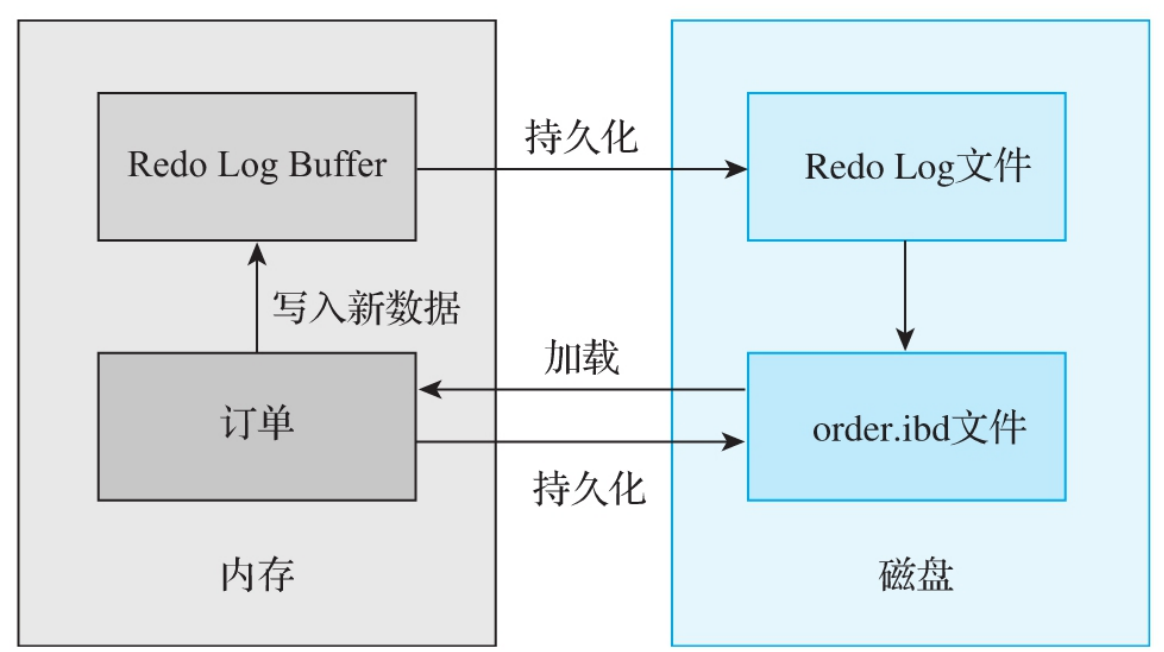 Redo Log Buffer
持久化
Redo Log文件
写入新数据
加载
订单
order.ibd文件
持久化
内存
磁盘